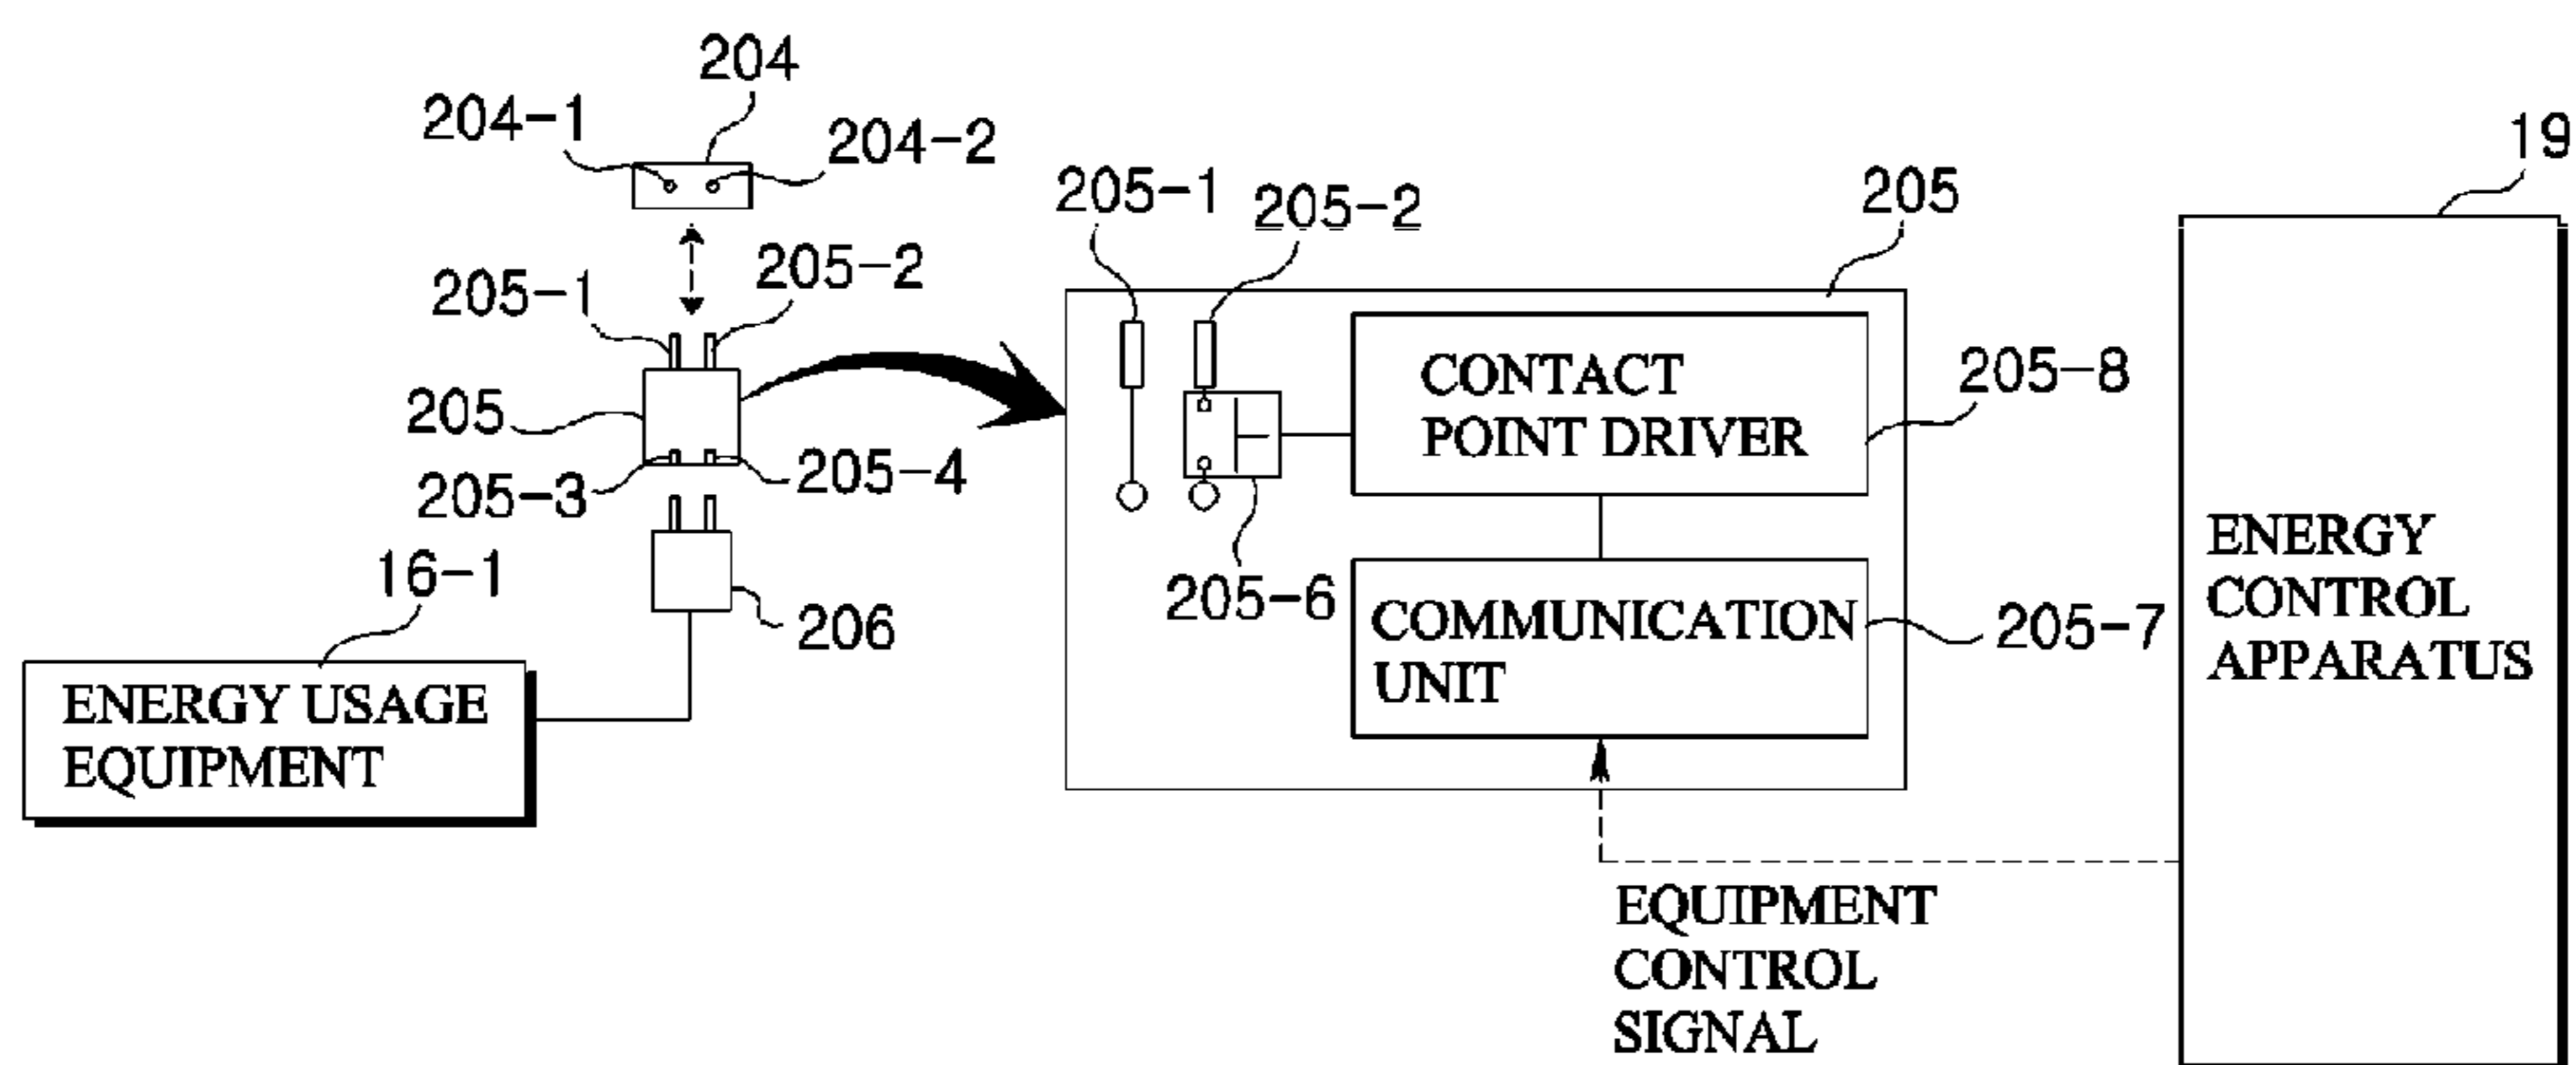 204
204-1
204-2
205-1
205-2
205
205-3
205-4
206
16-1
ENERGY USAGE
EQUIPMENT
205-1
205-2
205
CONTACT
POINT DRIVER
205-8
205-6
COMMUNICATION
UNIT
205-7
EQUIPMENT
CONTROL
SIGNAL
19
ENERGY
CONTROL
APPARATUS